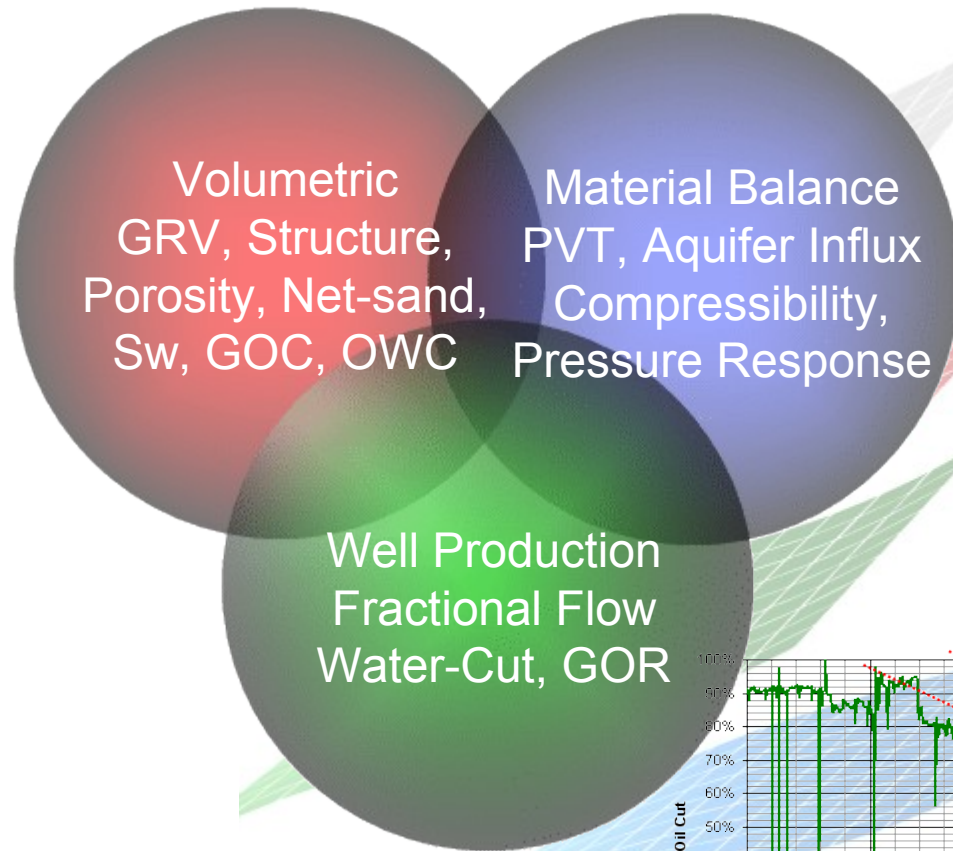 Volumetric
GRV, Structure,
Porosity, Net-sand,
Sw, GOC, OWC
Material Balance
PVT, Aquifer Influx
Compressibility,
Pressure Response
Well Production
Fractional Flow
Water-Cut, GOR
100%
90%
80%
70%
60%
50%
Oil Cut